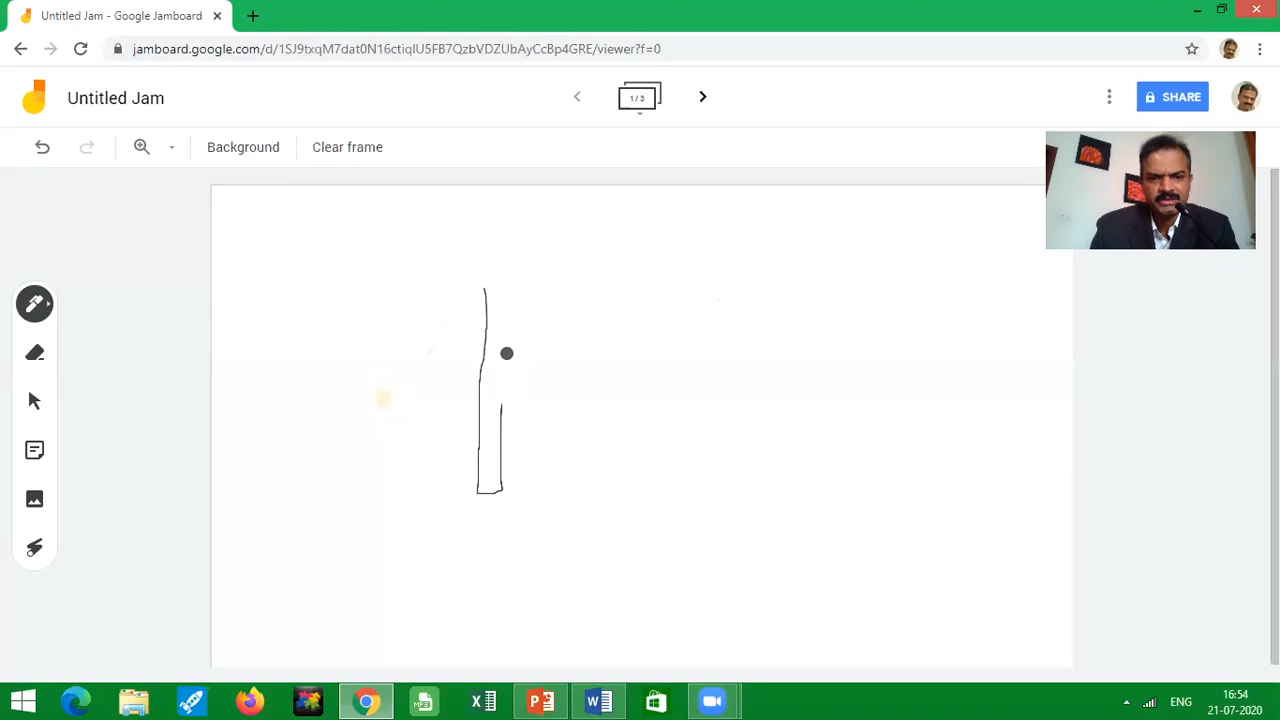 Untitled Jam - Google Jamboard
jamboard.google.com/d/1SJ9txqM7dat0N16ctiqIU5FB7QzbVDZUbAyCcBp4GRE/viewer?f=0
Untitled Jam
1 / 3
SHARE
Background
Clear frame
MP3
ENG
16:54
21-07-2020